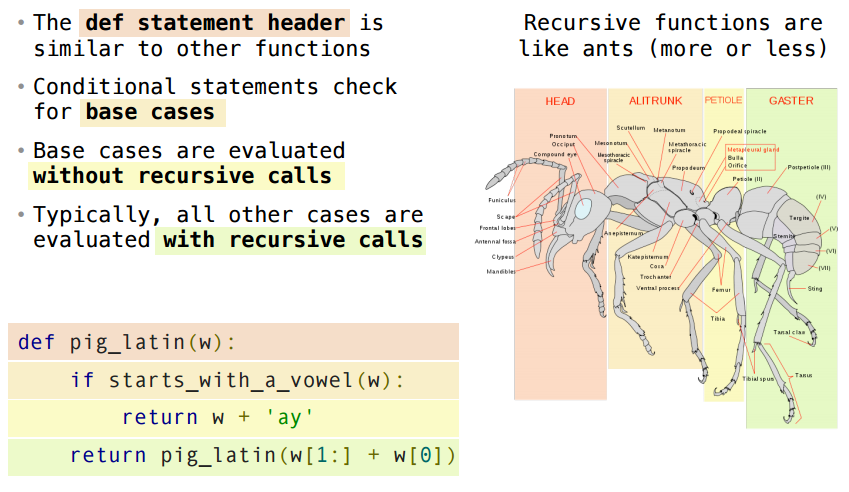 • The def statement header is
similar to other functions
• Conditional statements check
for base cases
• Base cases are evaluated
without recursive calls
• Typically, all other cases are
evaluated with recursive calls
def pig_latin(w):
    if starts_with_a_vowel(w):
        return w + 'ay'
    return pig_latin(w[1:] + w[0])
Recursive functions are
like ants (more or less)
HEAD
ALITRUNK
PETIOLE
GASTER
Pronotum
Occiput
Compound eye
Funiculus
Scape
Frontal lobes
Antennal fossa
Clypeus
Mandibles
Scutellum
Mesonotum
Mesothoracic
spiracle
Metanotum
Metathoracic
spiracle
Propodeum
Anepisternum
Katepisternum
Coxa
Trochanter
Ventral process
Propodeal spiracle
Metapleural gland
Bulla
Orifice
Petiole (II)
Femur
Tibia
Postpetiole (III)
(IV)
Tergite
Sternite
(V)
(VI)
(VII)
Sting
Tarsal claw
Tibial spurs
Tarsus